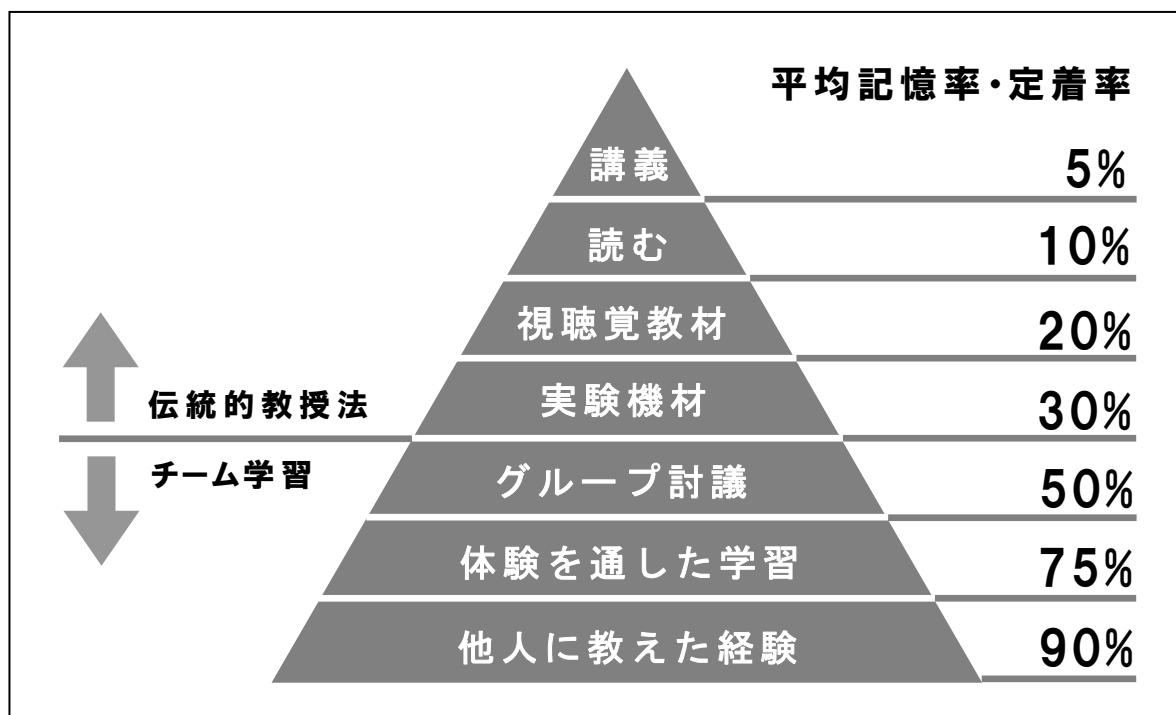 平均記憶率・定着率
講義
5%
読む
10%
視聴覚教材
20%
実験機材
30%
伝統的教授法
チーム学習
グループ討議
50%
体験を通した学習
75%
他人に教えた経験
90%